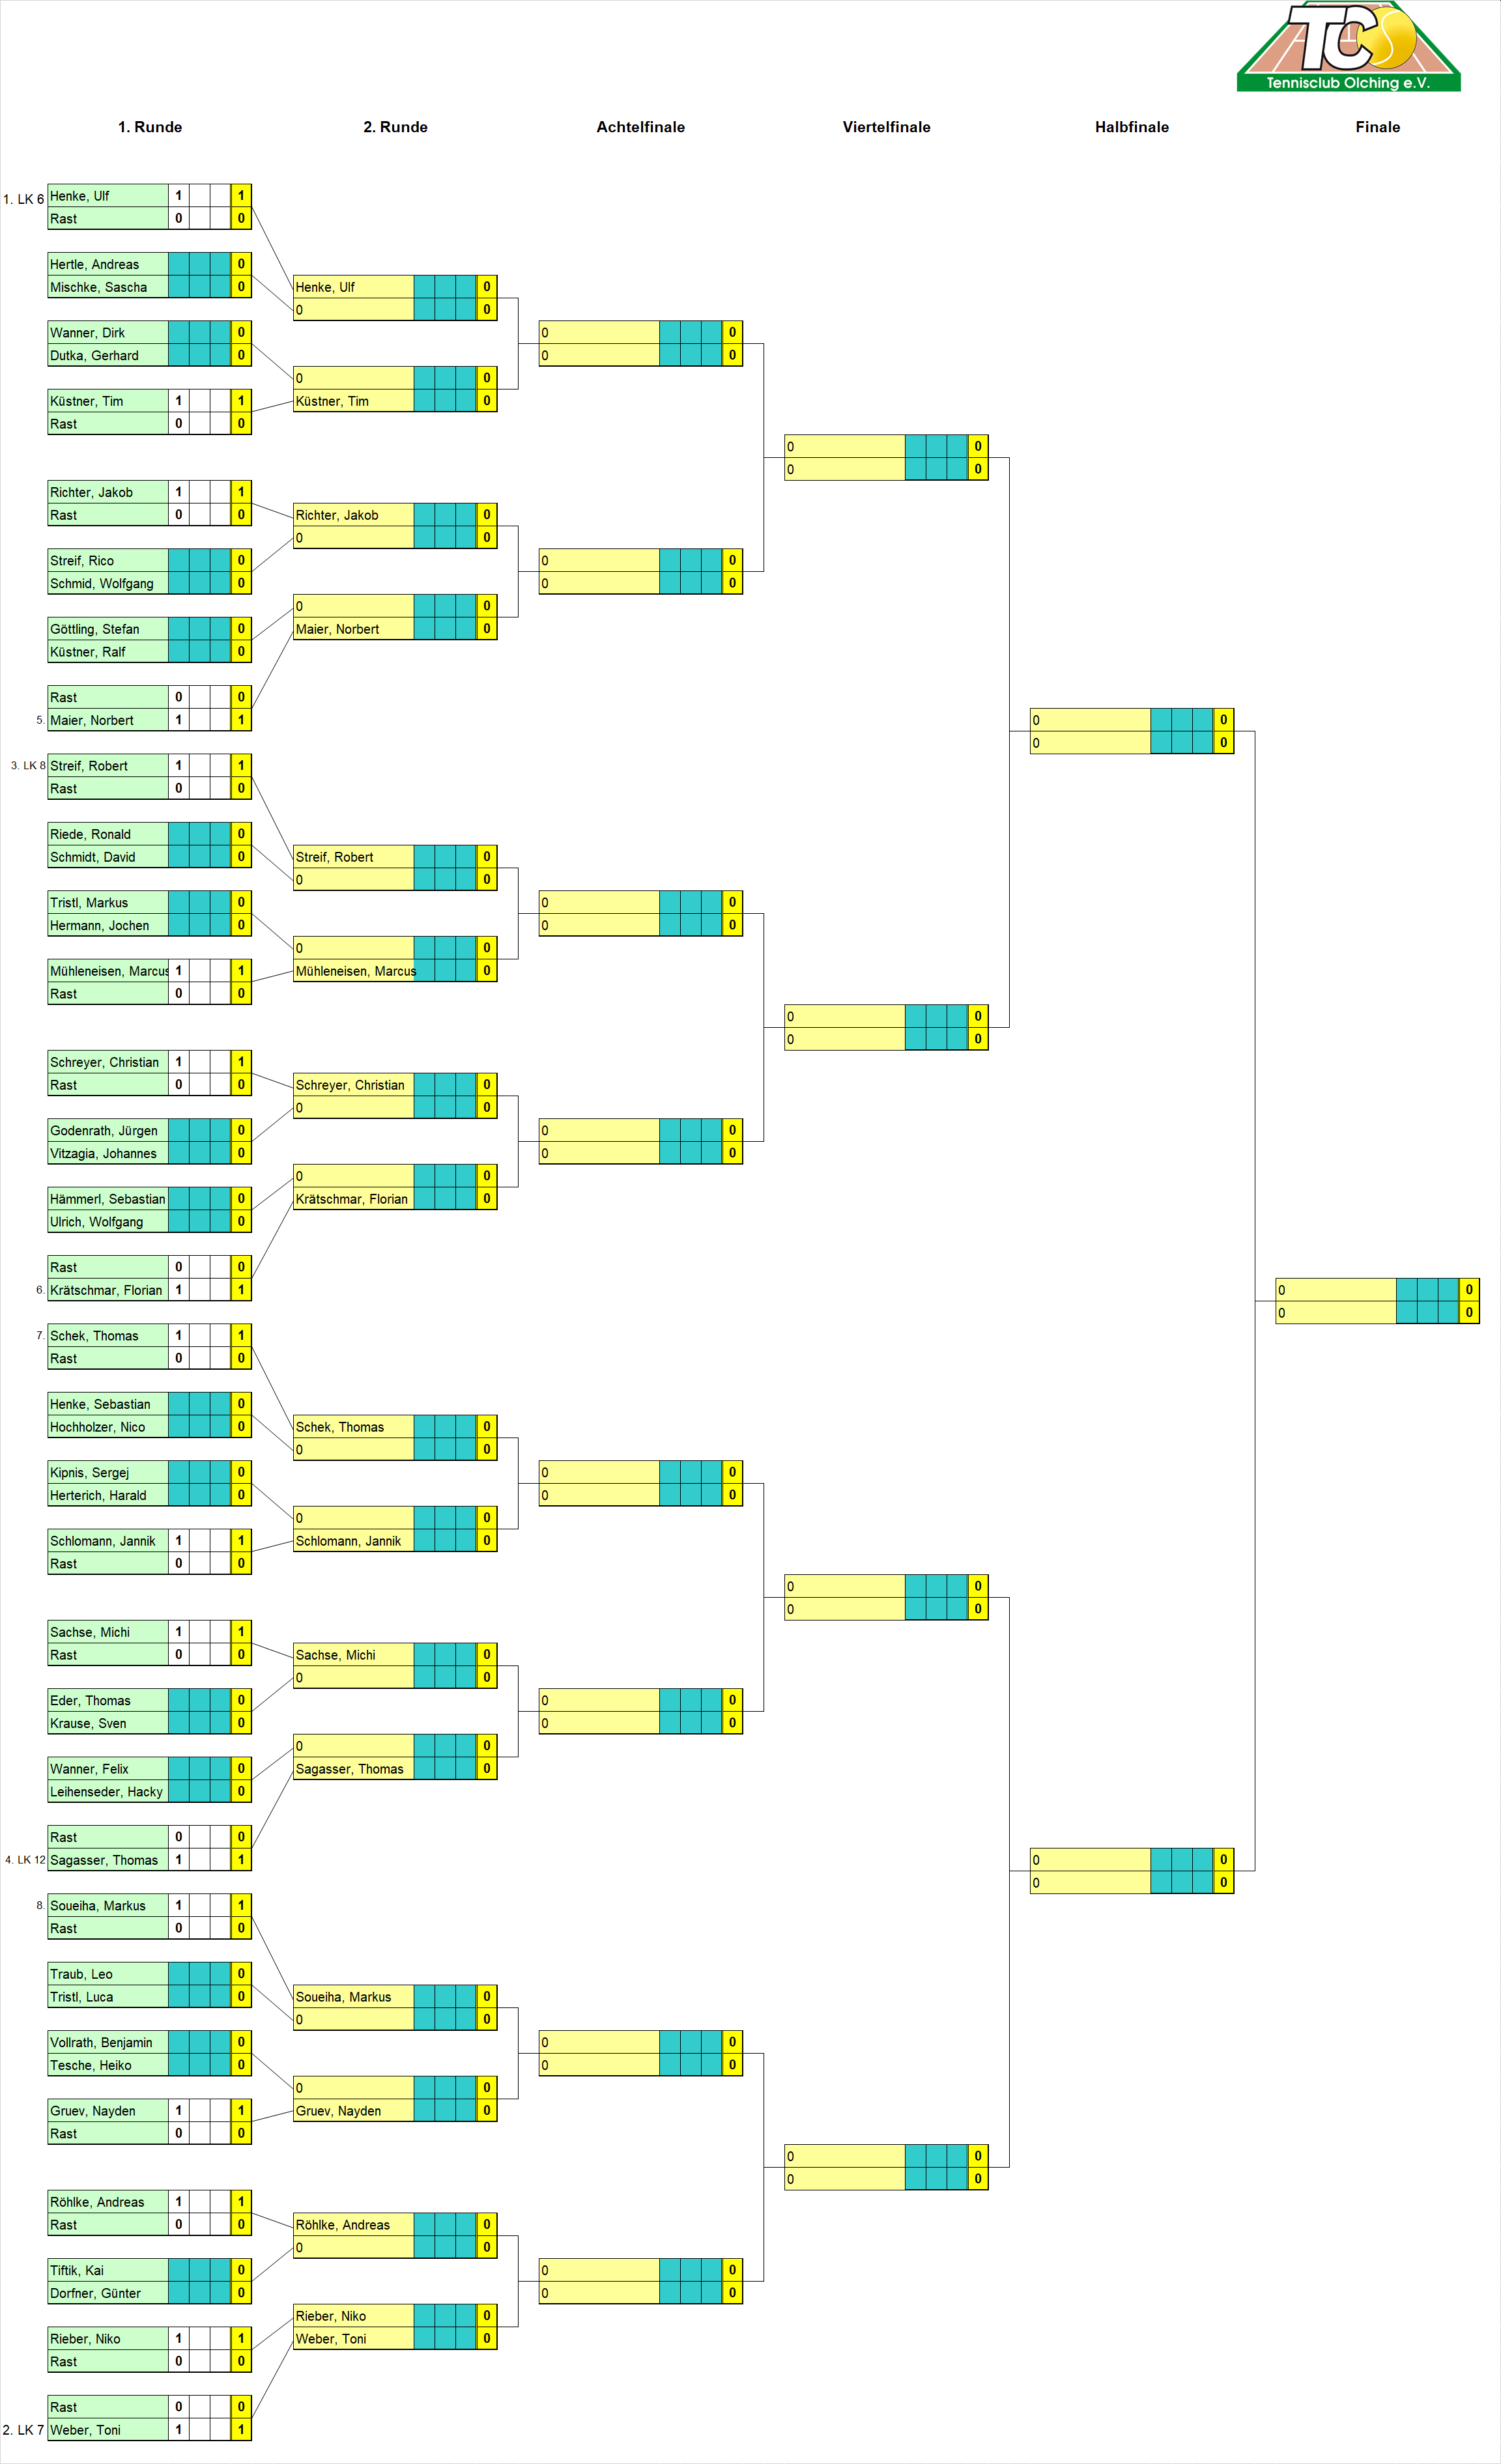 TC
Tennisclub Olching e.V.
1. Runde 2. Runde Achtelfinale Viertelfinale Halbfinale Finale
1. LK 6 Henke, Ulf 1 1
Rast 0 0
Hertle, Andreas 0
Mischke, Sascha 0
Henke, Ulf 0
0 0
Wanner, Dirk 0
Dutka, Gerhard 0
0 0
0 0
0 0
Küstner, Tim 0
Küstner, Tim 1 1
Rast 0 0
0 0
0 0
Richter, Jakob 1 1
Rast 0 0
Richter, Jakob 0
0 0
Streif, Rico 0
Schmid, Wolfgang 0
0 0
0 0
0 0
Maier, Norbert 0
Göttling, Stefan 0
Küstner, Ralf 0
Rast 0 0
5. Maier, Norbert 1 1
0 0
0 0
3. LK 8 Streif, Robert 1 1
Rast 0 0
Riede, Ronald 0
Schmidt, David 0
Streif, Robert 0
0 0
Tristl, Markus 0
Hermann, Jochen 0
0 0
0 0
0 0
Mühleneisen, Marcus 0
Mühleneisen, Marcus 1 1
Rast 0 0
0 0
0 0
Schreyer, Christian 1 1
Rast 0 0
Schreyer, Christian 0
0 0
Godenrath, Jürgen 0
Vitzagia, Johannes 0
0 0
0 0
0 0
Krätschmar, Florian 0
Hämmerl, Sebastian 0
Ulrich, Wolfgang 0
Rast 0 0
6. Krätschmar, Florian 1 1
0 0
0 0
7. Schek, Thomas 1 1
Rast 0 0
Henke, Sebastian 0
Hochholzer, Nico 0
Schek, Thomas 0
0 0
Kipnis, Sergej 0
Herterich, Harald 0
0 0
0 0
0 0
Schlomann, Jannik 0
Schlomann, Jannik 1 1
Rast 0 0
0 0
0 0
Sachse, Michi 1 1
Rast 0 0
Sachse, Michi 0
0 0
Eder, Thomas 0
Krause, Sven 0
0 0
0 0
0 0
Sagasser, Thomas 0
Wanner, Felix 0
Leihenseder, Hacky 0
Rast 0 0
4. LK 12 Sagasser, Thomas 1 1
0 0
0 0
8. Soueiha, Markus 1 1
Rast 0 0
Traub, Leo 0
Tristl, Luca 0
Soueiha, Markus 0
0 0
Vollrath, Benjamin 0
Tesche, Heiko 0
0 0
0 0
0 0
Gruev, Nayden 0
Gruev, Nayden 1 1
Rast 0 0
0 0
0 0
Röhlke, Andreas 1 1
Rast 0 0
Röhlke, Andreas 0
0 0
Tiftik, Kai 0
Dorfner, Günter 0
0 0
0 0
Rieber, Niko 0
Weber, Toni 0
Rieber, Niko 1 1
Rast 0 0
Rast 0 0
2. LK 7 Weber, Toni 1 1